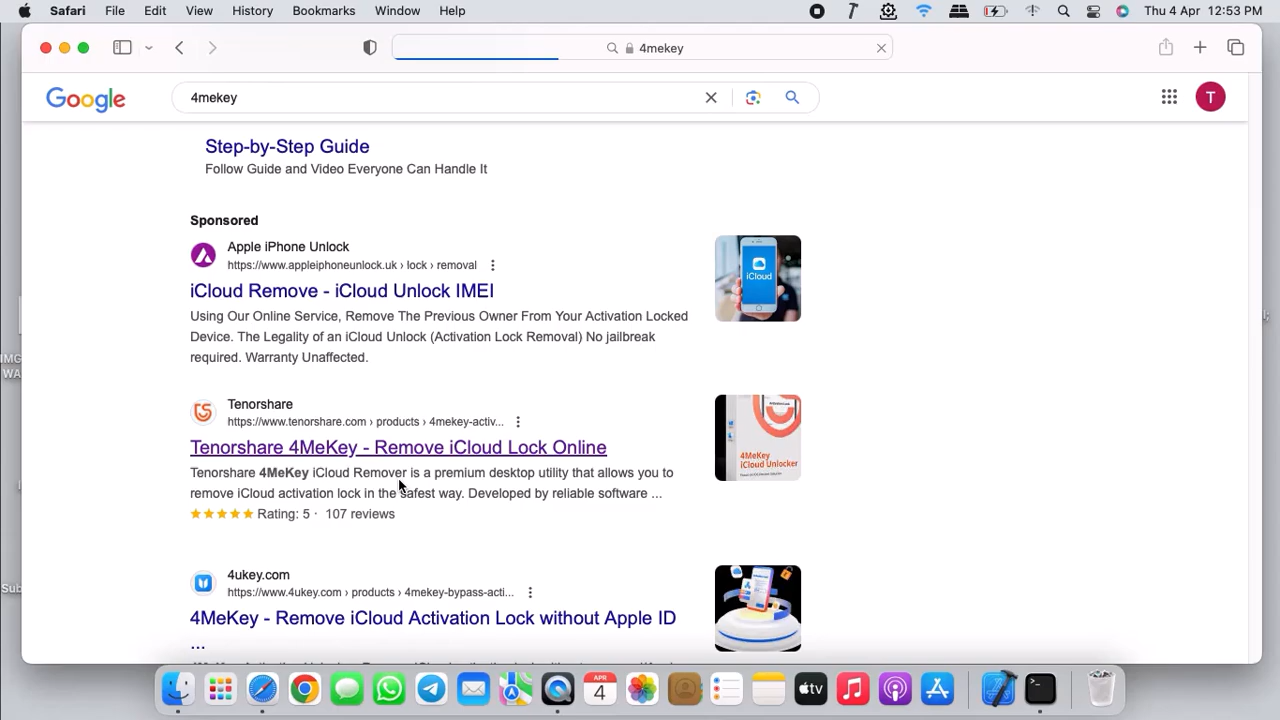 Safari File Edit View History Bookmarks Window Help Thu 4 Apr 12:53 PM
4mekey
Google 4mekey T
Step-by-Step Guide
Follow Guide and Video Everyone Can Handle It
Sponsored
Apple iPhone Unlock
https://www.appleiphoneunlock.uk › lock › removal
iCloud Remove - iCloud Unlock IMEI
Using Our Online Service, Remove The Previous Owner From Your Activation Locked
Device. The Legality of an iCloud Unlock (Activation Lock Removal) No jailbreak
required. Warranty Unaffected.
iCloud
Tenorshare
https://www.tenorshare.com › products › 4mekey-activ...
Tenorshare 4MeKey - Remove iCloud Lock Online
Tenorshare 4MeKey iCloud Remover is a premium desktop utility that allows you to
remove iCloud activation lock in the safest way. Developed by reliable software ...
Rating: 5 · 107 reviews
4MeKey
iCloud Unlocker
4ukey.com
https://www.4ukey.com › products › 4mekey-bypass-acti...
4MeKey - Remove iCloud Activation Lock without Apple ID
...
APR
4
tv